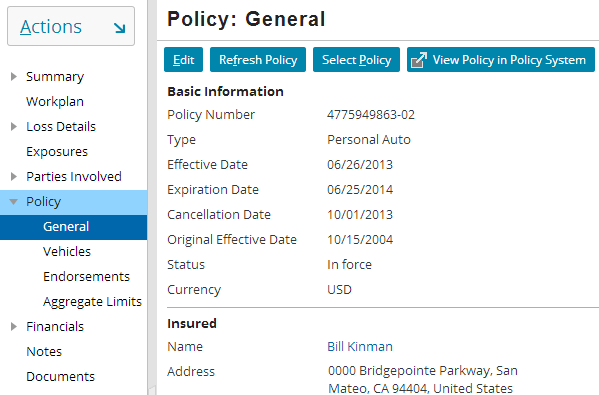 Actions
Summary
Workplan
Loss Details
Exposures
Parties Involved
Policy
General
Vehicles
Endorsements
Aggregate Limits
Financials
Notes
Documents
Policy: General
Edit Refresh Policy Select Policy View Policy in Policy System
Basic Information
Policy Number 4775949863-02
Type Personal Auto
Effective Date 06/26/2013
Expiration Date 06/25/2014
Cancellation Date 10/01/2013
Original Effective Date 10/15/2004
Status In force
Currency USD
Insured
Name Bill Kinman
Address 0000 Bridgepointe Parkway, San
Mateo, CA 94404, United States